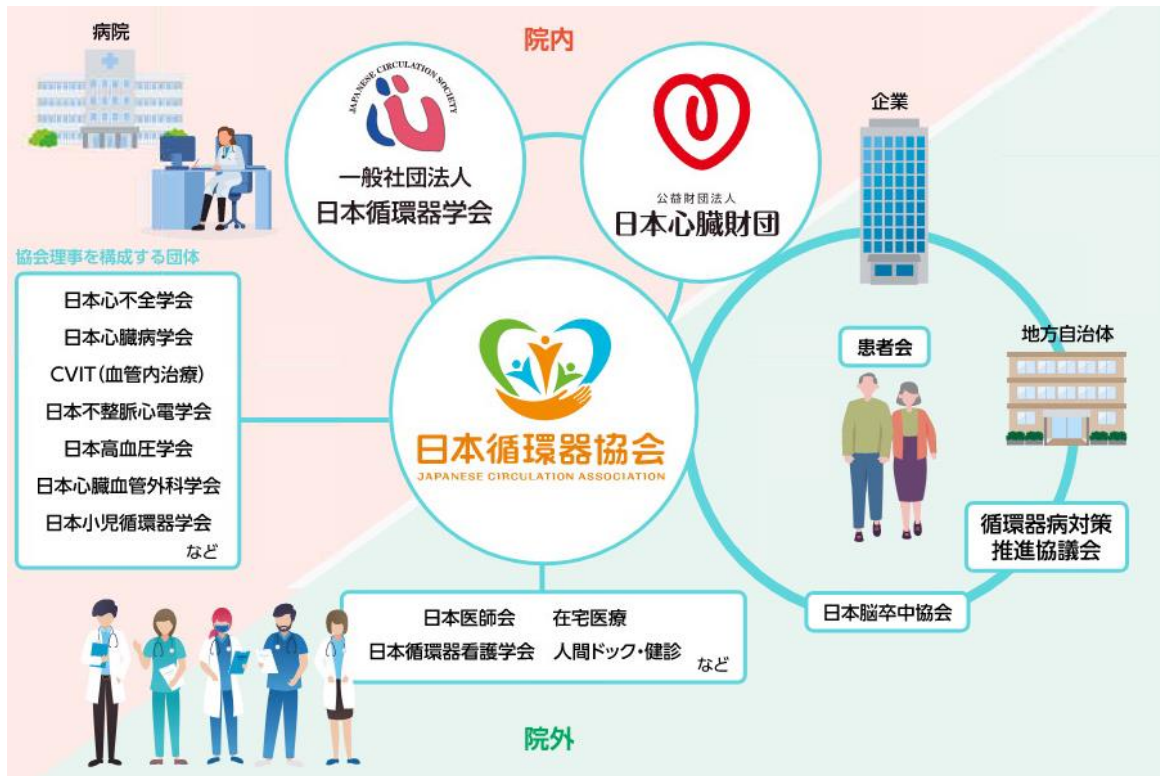 病院
院内
JAPANESE CIRCULATION SOCIETY
一般社団法人
日本循環器学会
公益財団法人
日本心臓財団
企業
協会理事を構成する団体
日本心不全学会
日本心臓病学会
CVIT(血管内治療)
日本不整脈心電学会
日本高血圧学会
日本心臓血管外科学会
日本小児循環器学会
など
日本循環器協会
JAPANESE CIRCULATION ASSOCIATION
患者会
地方自治体
循環器病対策
推進協議会
日本脳卒中協会
日本医師会 在宅医療
日本循環器看護学会 人間ドック・健診
など
院外